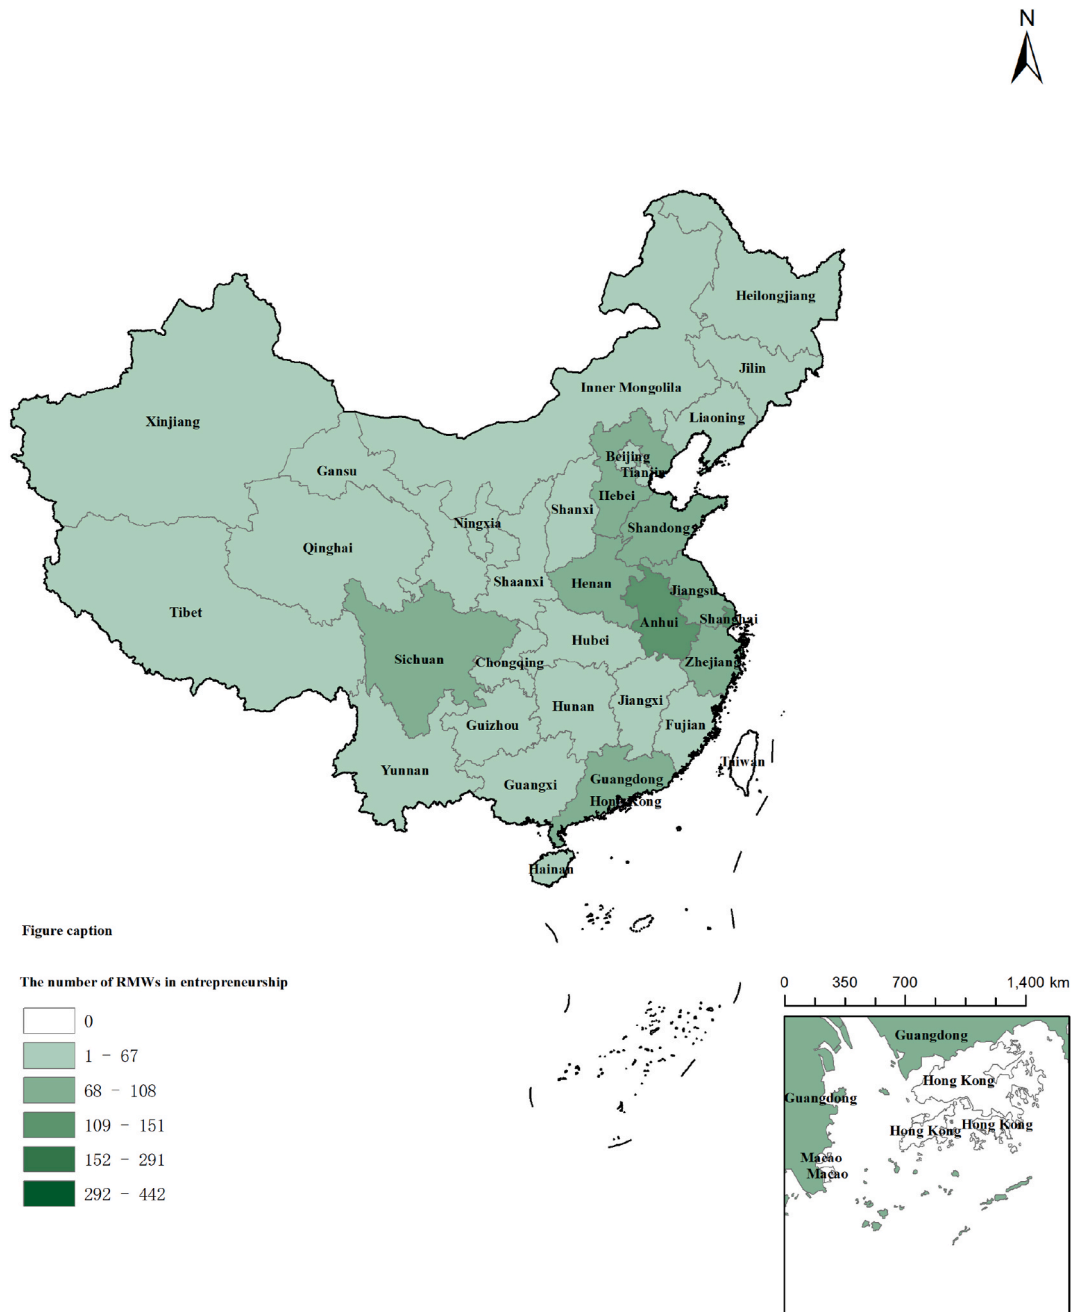 N
Heilongjiang
Jilin
Inner Mongolila
Liaoning
Xinjiang
Beijing
Tianjin
Gansu
Hebei
Shanxi
Ningxia
Shandong
Qinghai
Shaanxi
Henan
Jiangsu
Tibet
Shanghai
Anhui
Hubei
Sichuan
Chongqing
Zhejiang
Jiangxi
Hunan
Guizhou
Fujian
Taiwan
Yunnan
Guangxi
Guangdong
Hong Kong
Hainan
Figure caption
The number of RMWs in entrepreneurship
0
1 - 67
68 - 108
109 - 151
152 - 291
292 - 442
0 350 700 1,400 km
Guangdong
Hong Kong
Guangdong
Hong Kong
Hong Kong
Macao
Macao